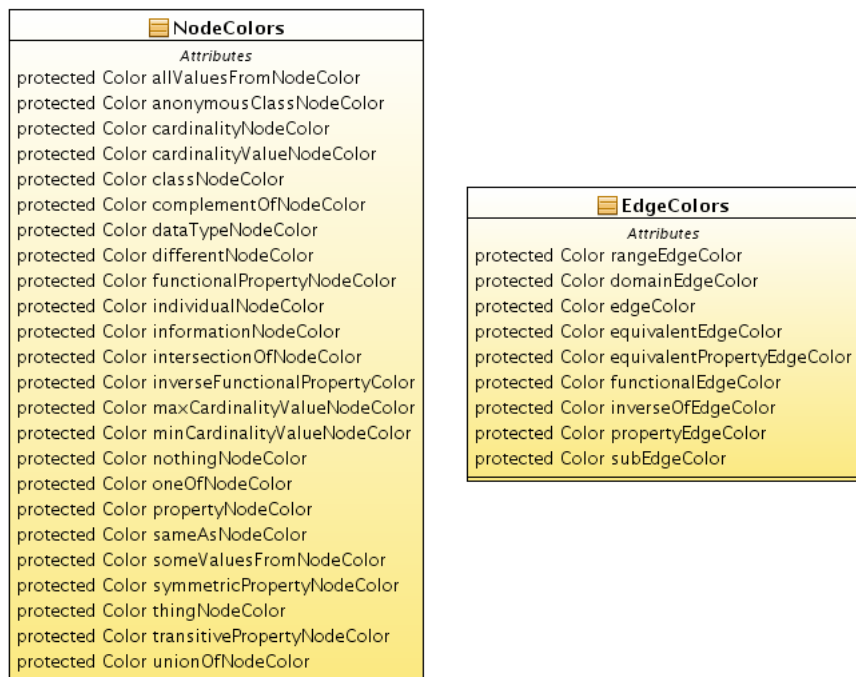 NodeColors
Attributes
protected Color allValuesFromNodeColor
protected Color anonymousClassNodeColor
protected Color cardinalityNodeColor
protected Color cardinalityValueNodeColor
protected Color classNodeColor
protected Color complementOfNodeColor
protected Color dataTypeNodeColor
protected Color differentNodeColor
protected Color functionalPropertyNodeColor
protected Color individualNodeColor
protected Color informationNodeColor
protected Color intersectionOfNodeColor
protected Color inverseFunctionalPropertyColor
protected Color maxCardinalityValueNodeColor
protected Color minCardinalityValueNodeColor
protected Color nothingNodeColor
protected Color oneOfNodeColor
protected Color propertyNodeColor
protected Color sameAsNodeColor
protected Color someValuesFromNodeColor
protected Color symmetricPropertyNodeColor
protected Color thingNodeColor
protected Color transitivePropertyNodeColor
protected Color unionOfNodeColor
EdgeColors
Attributes
protected Color rangeEdgeColor
protected Color domainEdgeColor
protected Color edgeColor
protected Color equivalentEdgeColor
protected Color equivalentPropertyEdgeColor
protected Color functionalEdgeColor
protected Color inverseOfEdgeColor
protected Color propertyEdgeColor
protected Color subEdgeColor